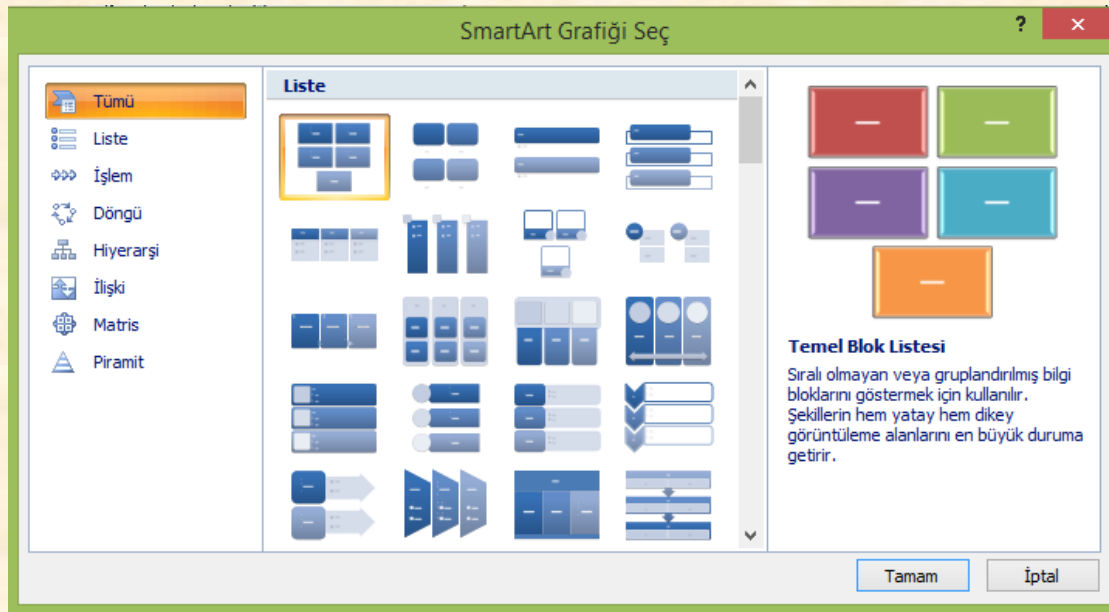 SmartArt Grafiği Seç
?
Tümü
Liste
İşlem
Döngü
Hiyerarşi
İlişki
Matris
Piramit
Liste
Temel Blok Listesi
Sıralı olmayan veya gruplandırılmış bilgi
bloklarını göstermek için kullanılır.
Şekillerin hem yatay hem dikey
görüntüleme alanlarını en büyük duruma
getirir.
Tamam
İptal